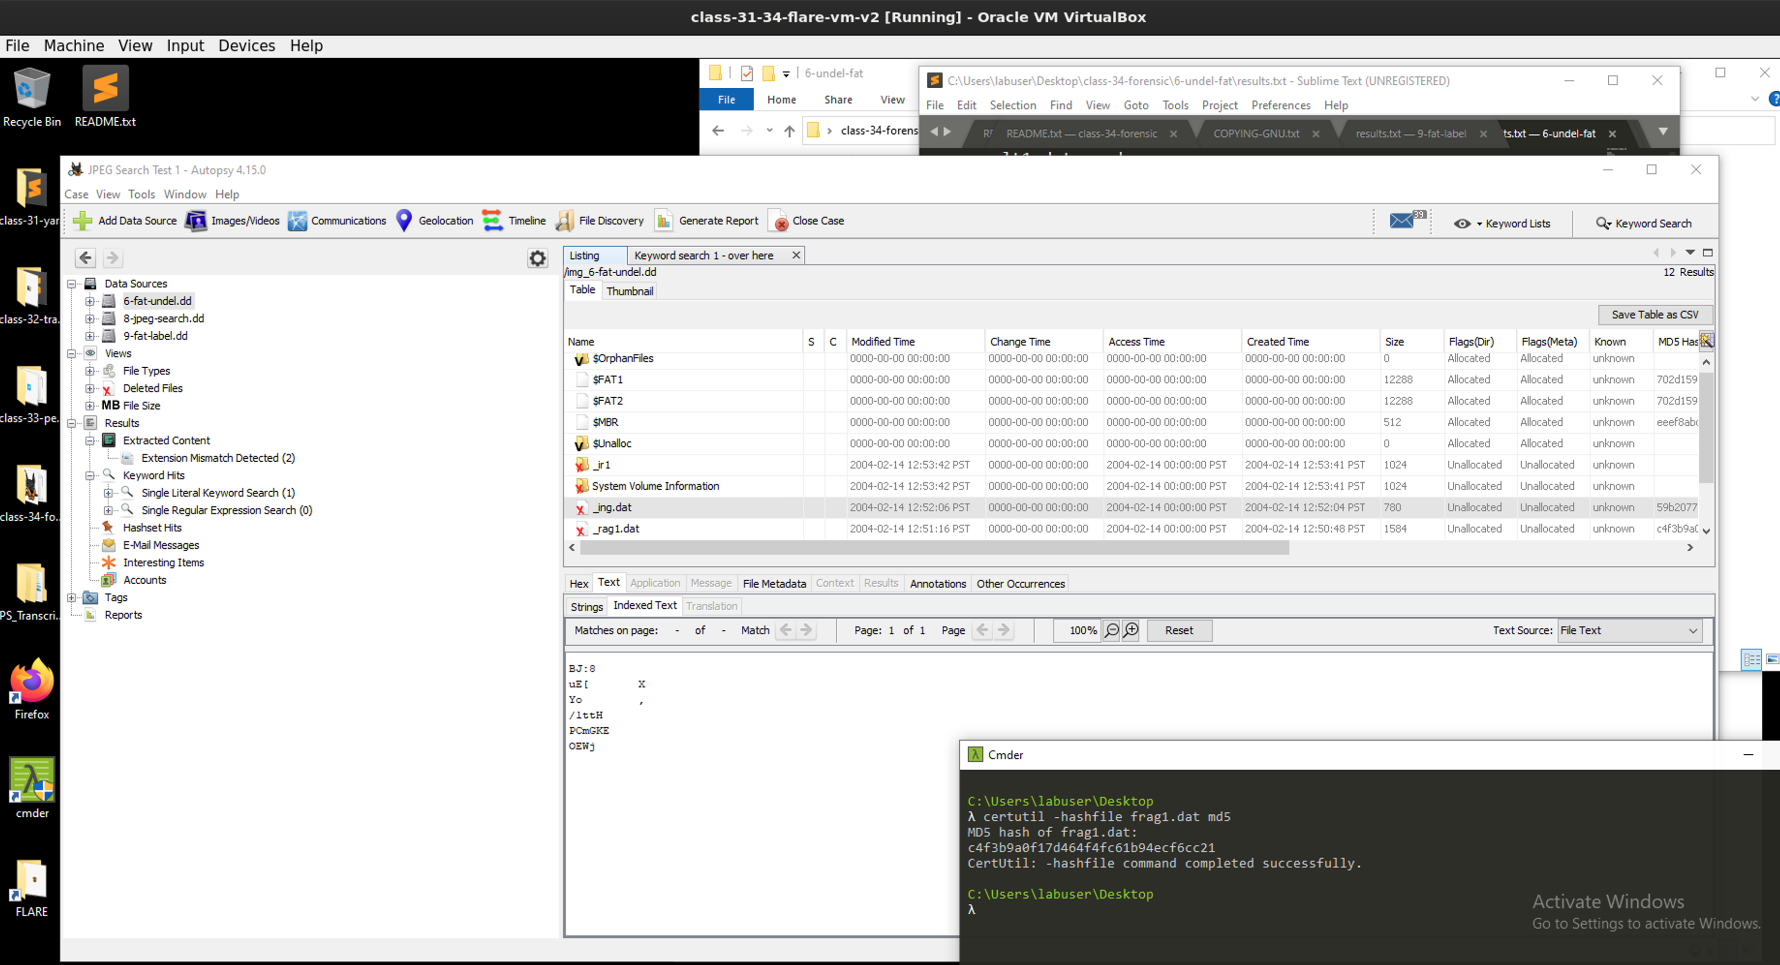 class-31-34-flare-vm-v2 [Running] - Oracle VM VirtualBox
File Machine View Input Devices Help
Recycle Bin
README.txt
class-31-yar
class-32-tra.
class-33-pe.
class-34-fo..
PS_Transcri..
Firefox
cmder
FLARE
6-undel-fat
File Home Share View
class-34-forens
C:\Users\labuser\Desktop\class-34-forensic\6-undel-fat\results.txt - Sublime Text (UNREGISTERED)
File Edit Selection Find View Goto Tools Project Preferences Help
README.txt — class-34-forensic COPYING-GNU.txt results.txt — 9-fat-label ts.txt — 6-undel-fat
JPEG Search Test 1 - Autopsy 4.15.0
Case View Tools Window Help
Add Data Source Images/Videos Communications Geolocation Timeline File Discovery Generate Report Close Case
39 Keyword Lists Keyword Search
Data Sources
6-fat-undel.dd
8-jpeg-search.dd
9-fat-label.dd
Views
File Types
Deleted Files
MB File Size
Results
Extracted Content
Extension Mismatch Detected (2)
Keyword Hits
Single Literal Keyword Search (1)
Single Regular Expression Search (0)
Hashset Hits
E-Mail Messages
Interesting Items
Accounts
Tags
Reports
Listing Keyword search 1 - over here
/img_6-fat-undel.dd 12 Results
Table Thumbnail
Save Table as CSV
Name S C Modified Time Change Time Access Time Created Time Size Flags(Dir) Flags(Meta) Known MD5 Has
$OrphanFiles 0000-00-00 00:00:00 0000-00-00 00:00:00 0000-00-00 00:00:00 0000-00-00 00:00:00 0 Allocated Allocated unknown
$FAT1 0000-00-00 00:00:00 0000-00-00 00:00:00 0000-00-00 00:00:00 0000-00-00 00:00:00 12288 Allocated Allocated unknown 702d159
$FAT2 0000-00-00 00:00:00 0000-00-00 00:00:00 0000-00-00 00:00:00 0000-00-00 00:00:00 12288 Allocated Allocated unknown 702d159
$MBR 0000-00-00 00:00:00 0000-00-00 00:00:00 0000-00-00 00:00:00 0000-00-00 00:00:00 512 Allocated Allocated unknown eeef8abc
$Unalloc 0000-00-00 00:00:00 0000-00-00 00:00:00 0000-00-00 00:00:00 0000-00-00 00:00:00 0 Allocated Allocated unknown
_ir1 2004-02-14 12:53:42 PST 0000-00-00 00:00:00 2004-02-14 00:00:00 PST 2004-02-14 12:53:41 PST 1024 Unallocated Unallocated unknown
System Volume Information 2004-02-14 12:53:42 PST 0000-00-00 00:00:00 2004-02-14 00:00:00 PST 2004-02-14 12:53:41 PST 1024 Unallocated Unallocated unknown
_ing.dat 2004-02-14 12:52:06 PST 0000-00-00 00:00:00 2004-02-14 00:00:00 PST 2004-02-14 12:52:04 PST 780 Unallocated Unallocated unknown 59b2077
_rag1.dat 2004-02-14 12:51:16 PST 0000-00-00 00:00:00 2004-02-14 00:00:00 PST 2004-02-14 12:50:48 PST 1584 Unallocated Unallocated unknown c4f3b9a0
Hex Text Application Message File Metadata Context Results Annotations Other Occurrences
Strings Indexed Text Translation
Matches on page: - of - Match Page: 1 of 1 Page 100% Reset Text Source: File Text
BJ:8
uE[ X
Yo ,
/lttH
PCmGKE
OEWj
Cmder
C:\Users\labuser\Desktop
λ certutil -hashfile frag1.dat md5
MD5 hash of frag1.dat:
c4f3b9a0f17d464f4fc61b94ecf6cc21
CertUtil: -hashfile command completed successfully.
C:\Users\labuser\Desktop
λ
Activate Windows
Go to Settings to activate Windows.